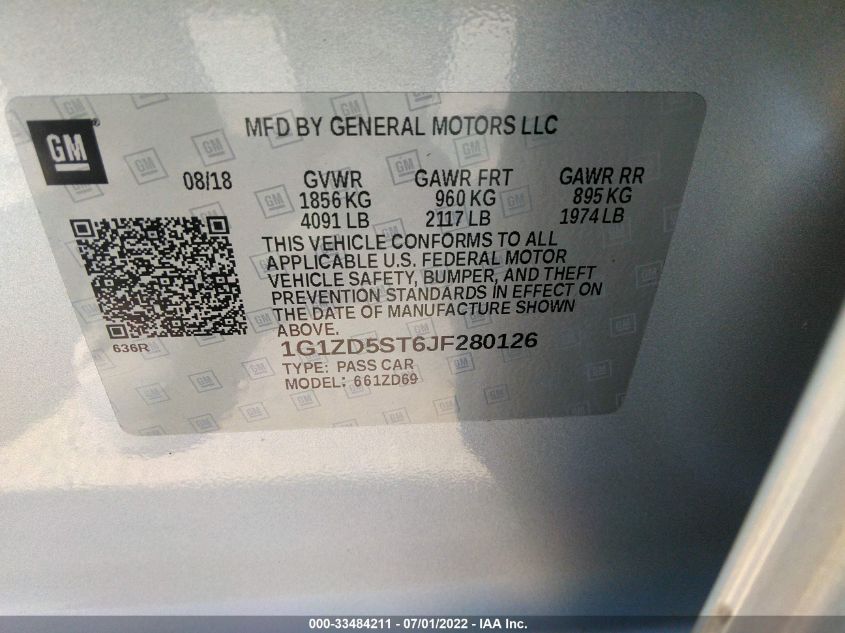 GM
MFD BY GENERAL MOTORS LLC
08/18 GVWR GAWR FRT GAWR RR
1856 KG 960 KG 895 KG
4091 LB 2117 LB 1974 LB
THIS VEHICLE CONFORMS TO ALL
APPLICABLE U.S. FEDERAL MOTOR
VEHICLE SAFETY, BUMPER, AND THEFT
PREVENTION STANDARDS IN EFFECT ON
THE DATE OF MANUFACTURE SHOWN
ABOVE.
636R
1G1ZD5ST6JF280126
TYPE: PASS CAR
MODEL: 661ZD69
000-33484211 - 07/01/2022 - IAA Inc.